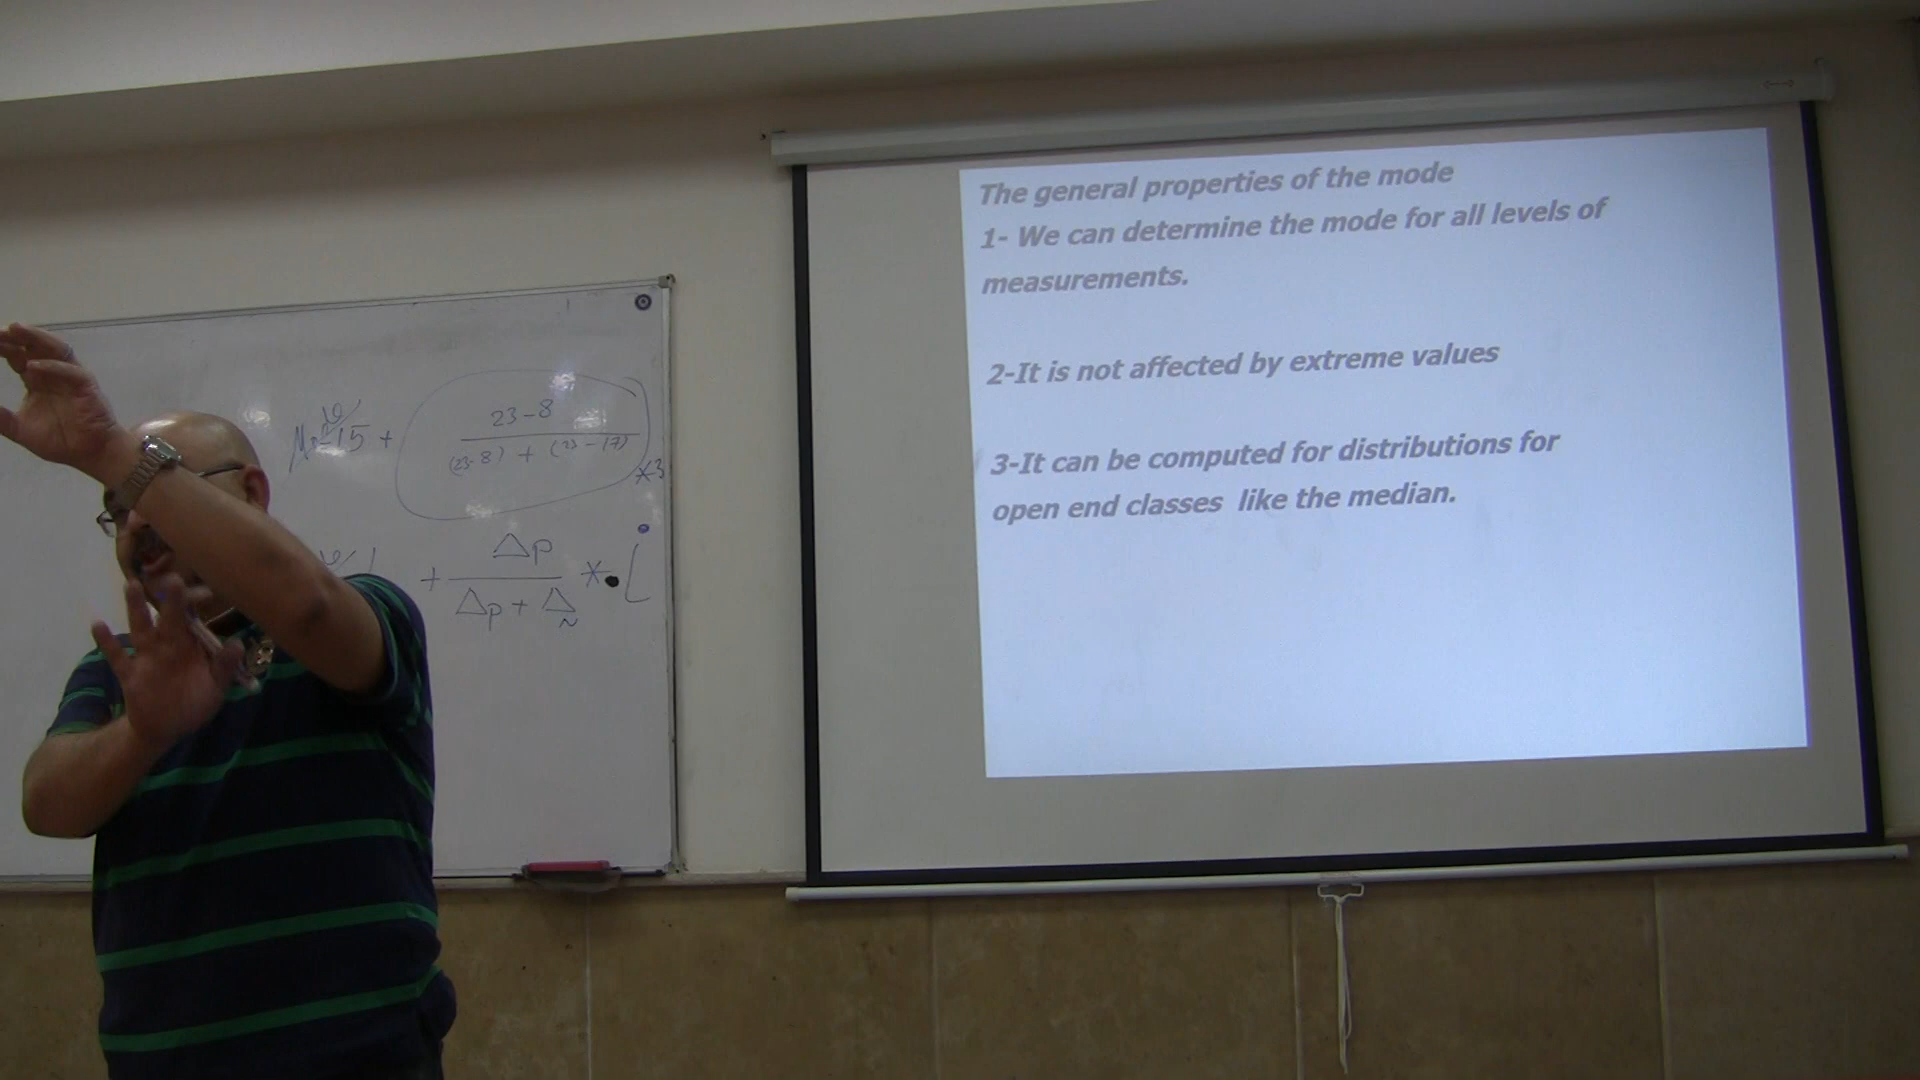 The general properties of the mode
1- We can determine the mode for all levels of
measurements.
2-It is not affected by extreme values
3-It can be computed for distributions for
open end classes like the median.
15 +
23-8
(23-8) + (23-17)
*3
Δp
+ *
Δp + Δ
L